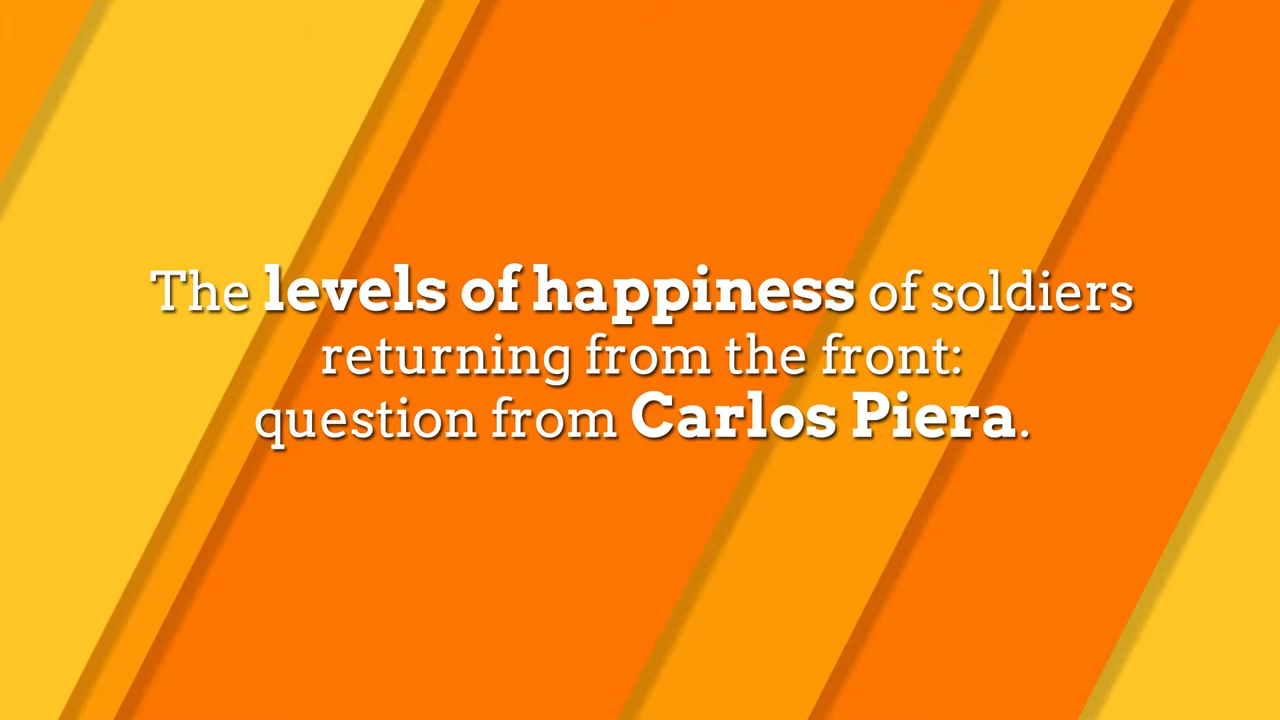 The levels of happiness of soldiers
returning from the front:
question from Carlos Piera.